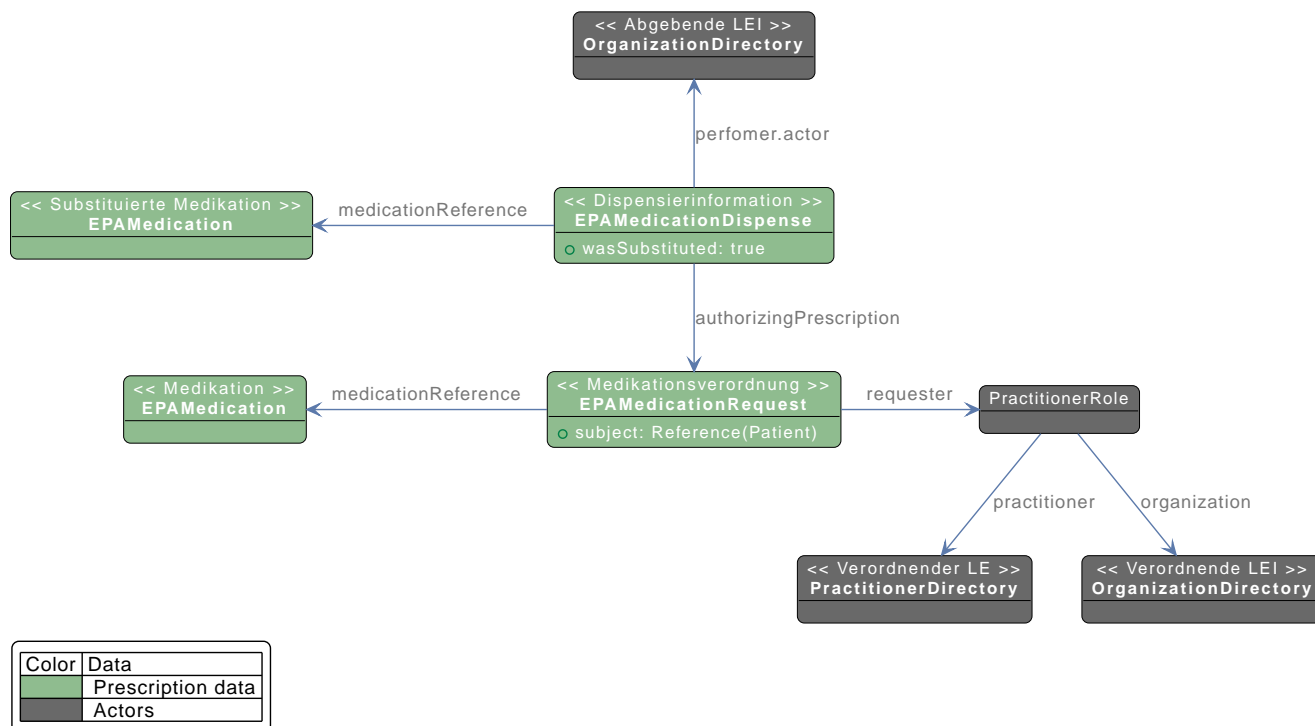 << Abgebende LEI >>
OrganizationDirectory
perfomer.actor
<< Substituierte Medikation >>
EPAMedication
medicationReference
<< Dispensierinformation >>
EPAMedicationDispense
wasSubstituted: true
authorizingPrescription
<< Medikation >>
EPAMedication
medicationReference
<< Medikationsverordnung >>
EPAMedicationRequest
subject: Reference(Patient)
requester
PractitionerRole
practitioner
organization
<< Verordnender LE >>
PractitionerDirectory
<< Verordnende LEI >>
OrganizationDirectory
Color Data
Prescription data
Actors